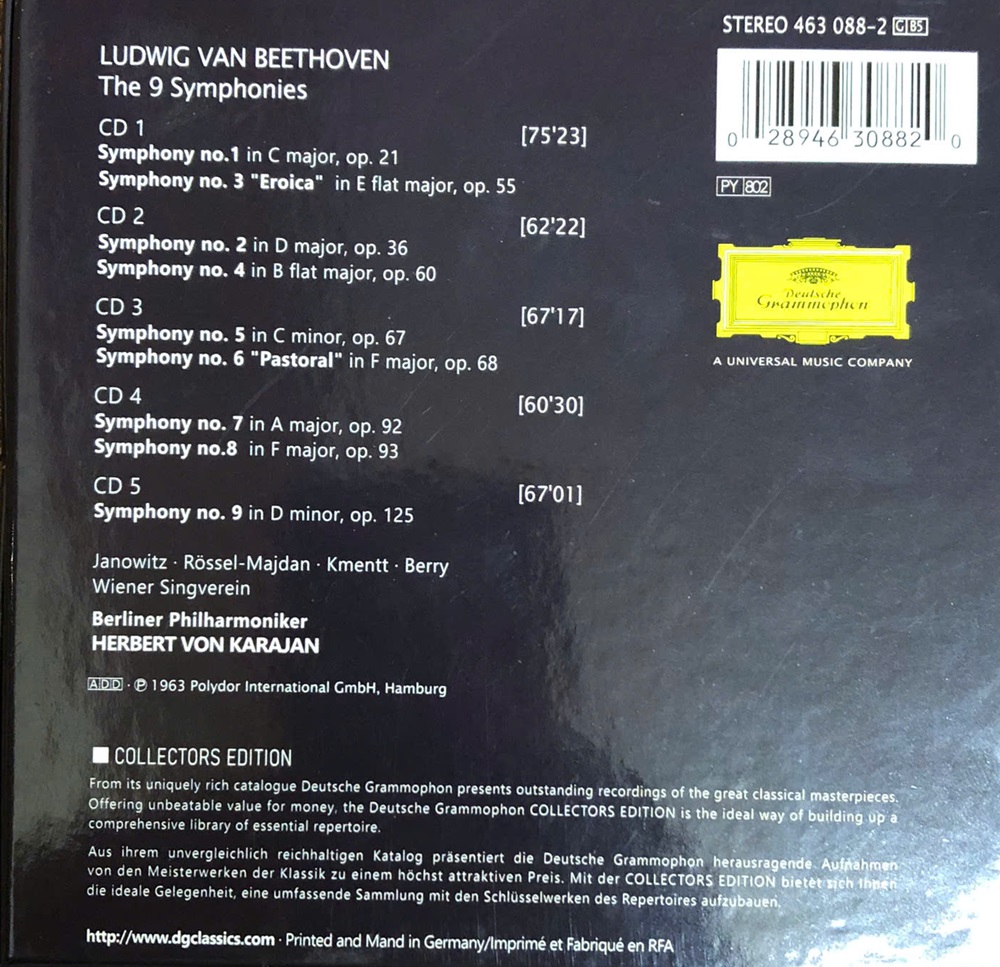 STEREO 463 088-2 G B5
0 28946 30882 0
PY 802
Deutsche
Grammophon
A UNIVERSAL MUSIC COMPANY
LUDWIG VAN BEETHOVEN
The 9 Symphonies
CD 1 [75'23]
Symphony no.1 in C major, op. 21
Symphony no. 3 "Eroica" in E flat major, op. 55
CD 2 [62'22]
Symphony no. 2 in D major, op. 36
Symphony no. 4 in B flat major, op. 60
CD 3 [67'17]
Symphony no. 5 in C minor, op. 67
Symphony no. 6 "Pastoral" in F major, op. 68
CD 4 [60'30]
Symphony no. 7 in A major, op. 92
Symphony no.8 in F major, op. 93
CD 5 [67'01]
Symphony no. 9 in D minor, op. 125
Janowitz · Rössel-Majdan · Kmentt · Berry
Wiener Singverein
Berliner Philharmoniker
HERBERT VON KARAJAN
ADD · ℗ 1963 Polydor International GmbH, Hamburg
COLLECTORS EDITION
From its uniquely rich catalogue Deutsche Grammophon presents outstanding recordings of the great classical masterpieces.
Offering unbeatable value for money, the Deutsche Grammophon COLLECTORS EDITION is the ideal way of building up a
comprehensive library of essential repertoire.
Aus ihrem unvergleichlich reichhaltigen Katalog präsentiert die Deutsche Grammophon herausragende Aufnahmen
von den Meisterwerken der Klassik zu einem höchst attraktiven Preis. Mit der COLLECTORS EDITION bietet sich Ihnen
die ideale Gelegenheit, eine umfassende Sammlung mit den Schlüsselwerken des Repertoires aufzubauen.
http://www.dgclassics.com · Printed and Mand in Germany/Imprimé et Fabriqué en RFA